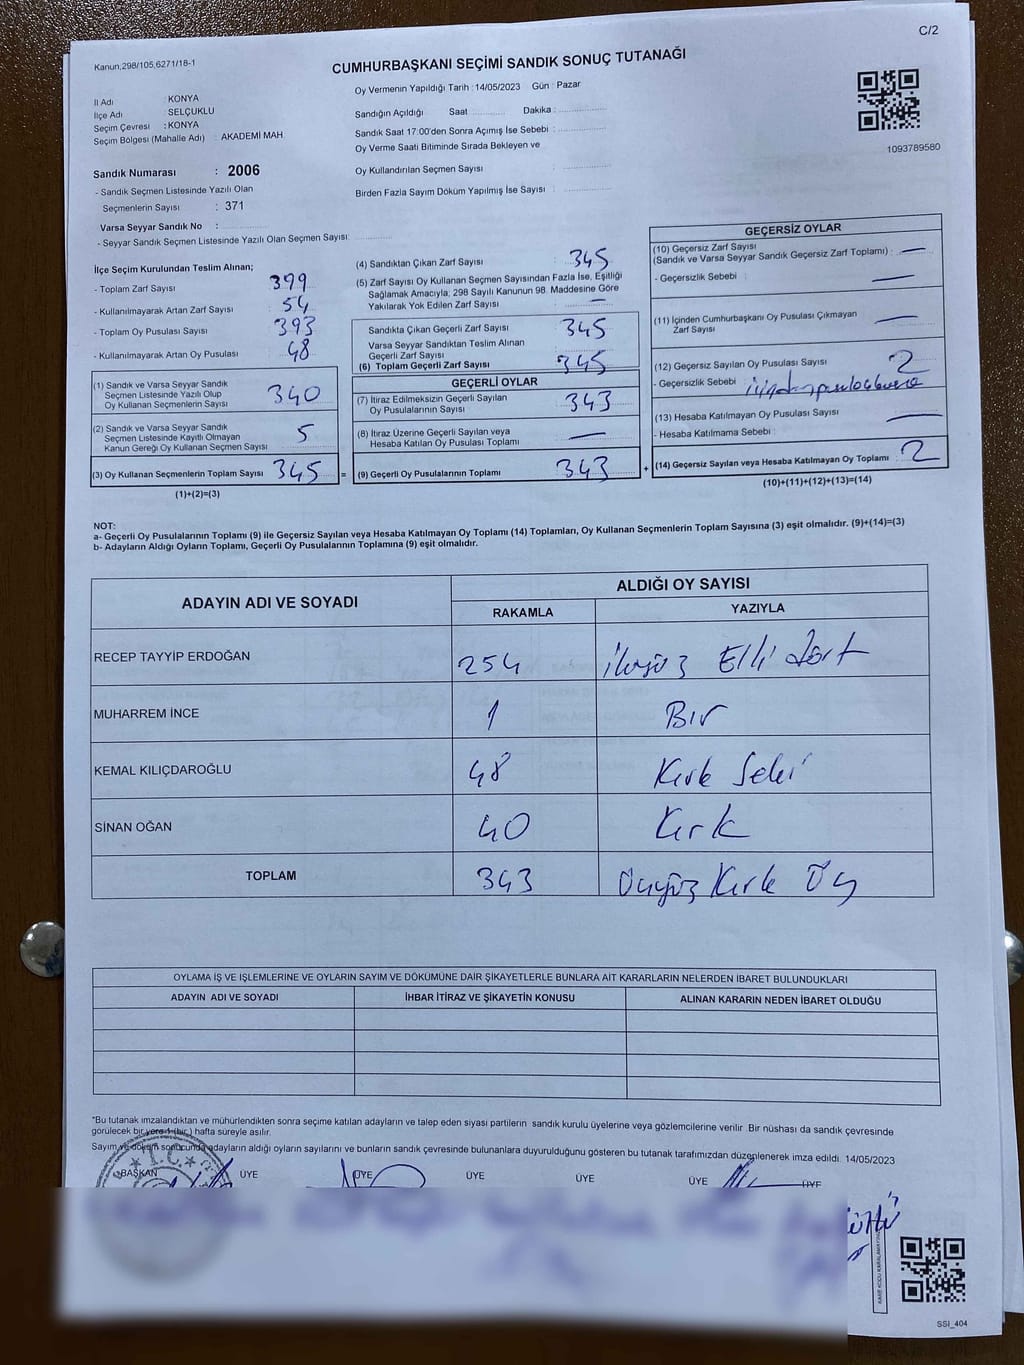 C/2
Kanun,298/105,6271/18-1
CUMHURBAŞKANI SEÇİMİ SANDIK SONUÇ TUTANAĞI
İl Adı : KONYA
İlçe Adı : SELÇUKLU
Seçim Çevresi : KONYA
Seçim Bölgesi (Mahalle Adı) : AKADEMİ MAH.
Sandık Numarası : 2006
- Sandık Seçmen Listesinde Yazılı Olan
Seçmenlerin Sayısı : 371
Varsa Seyyar Sandık No :
- Seyyar Sandık Seçmen Listesinde Yazılı Olan Seçmen Sayısı:
Oy Vermenin Yapıldığı Tarih : 14/05/2023 Gün : Pazar
Sandığın Açıldığı Saat Dakika :
Sandık Saat 17:00'den Sonra Açımış İse Sebebi :
Oy Verme Saati Bitiminde Sırada Bekleyen ve
Oy Kullandırılan Seçmen Sayısı :
Birden Fazla Sayım Döküm Yapılmış İse Sayısı :
1093789580
İlçe Seçim Kurulundan Teslim Alınan;
- Toplam Zarf Sayısı : 399
- Kullanılmayarak Artan Zarf Sayısı : 54
- Toplam Oy Pusulası Sayısı : 393
- Kullanılmayarak Artan Oy Pusulası : 48
(1) Sandık ve Varsa Seyyar Sandık
Seçmen Listesinde Yazılı Olup
Oy Kullanan Seçmenlerin Sayısı : 340
(2) Sandık ve Varsa Seyyar Sandık
Seçmen Listesinde Kayıtlı Olmayan
Kanun Gereği Oy Kullanan Seçmen Sayısı : 5
(3) Oy Kullanan Seçmenlerin Toplam Sayısı : 345 =
(1)+(2)=(3)
(4) Sandıktan Çıkan Zarf Sayısı : 345
(5) Zarf Sayısı Oy Kullanan Seçmen Sayısından Fazla İse, Eşitliği
Sağlamak Amacıyla, 298 Sayılı Kanunun 98. Maddesine Göre
Yakılarak Yok Edilen Zarf Sayısı : —
Sandıkta Çıkan Geçerli Zarf Sayısı : 345
Varsa Seyyar Sandıktan Teslim Alınan
Geçerli Zarf Sayısı :
(6) Toplam Geçerli Zarf Sayısı : 345
GEÇERLİ OYLAR
(7) İtiraz Edilmeksizin Geçerli Sayılan
Oy Pusulalarının Sayısı : 343
(8) İtiraz Üzerine Geçerli Sayılan veya
Hesaba Katılan Oy Pusulası Toplamı : —
(9) Geçerli Oy Pusulalarının Toplamı : 343 +
GEÇERSİZ OYLAR
(10) Geçersiz Zarf Sayısı
(Sandık ve Varsa Seyyar Sandık Geçersiz Zarf Toplamı) : —
- Geçersizlik Sebebi : —
(11) İçinden Cumhurbaşkanı Oy Pusulası Çıkmayan
Zarf Sayısı : —
(12) Geçersiz Sayılan Oy Pusulası Sayısı : 2
- Geçersizlik Sebebi :
(13) Hesaba Katılmayan Oy Pusulası Sayısı : —
- Hesaba Katılmama Sebebi :
(14) Geçersiz Sayılan veya Hesaba Katılmayan Oy Toplamı : 2
(10)+(11)+(12)+(13)=(14)
NOT:
a- Geçerli Oy Pusulalarının Toplamı (9) ile Geçersiz Sayılan veya Hesaba Katılmayan Oy Toplamı (14) Toplamları, Oy Kullanan Seçmenlerin Toplam Sayısına (3) eşit olmalıdır. (9)+(14)=(3)
b- Adayların Aldığı Oyların Toplamı, Geçerli Oy Pusulalarının Toplamına (9) eşit olmalıdır.
ADAYIN ADI VE SOYADI
ALDIĞI OY SAYISI
RAKAMLA YAZIYLA
RECEP TAYYİP ERDOĞAN 254 İkiyüz Elli dört
MUHARREM İNCE 1 Bir
KEMAL KILIÇDAROĞLU 48 Kırk Sekiz
SİNAN OĞAN 40 Kırk
TOPLAM 343 Üçyüz Kırk Üç
OYLAMA İŞ VE İŞLEMLERİNE VE OYLARIN SAYIM VE DÖKÜMÜNE DAİR ŞİKAYETLERLE BUNLARA AİT KARARLARIN NELERDEN İBARET BULUNDUKLARI
ADAYIN ADI VE SOYADI İHBAR İTİRAZ VE ŞİKAYETİN KONUSU ALINAN KARARIN NEDEN İBARET OLDUĞU
*Bu tutanak imzalandıktan ve mühürlendikten sonra seçime katılan adayların ve talep eden siyasi partilerin sandık kurulu üyelerine veya gözlemcilerine verilir. Bir nüshası da sandık çevresinde
görülecek bir yere 1 (bir) hafta süreyle asılır.
Sayım ve döküm sonucunda adayların aldığı oyların sayılarını ve bunların sandık çevresinde bulunanlara duyurulduğunu gösteren bu tutanak tarafımızdan düzenlenerek imza edildi. 14/05/2023
T.C.
BAŞKAN ÜYE ÜYE ÜYE ÜYE ÜYE ÜYE
SSI_404